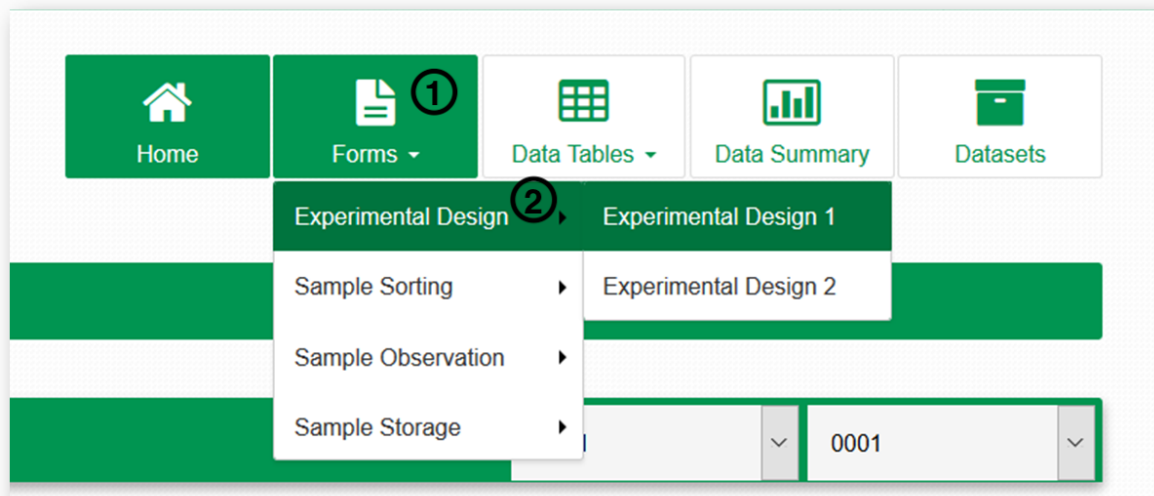 Home
Forms
Data Tables
Data Summary
Datasets
1
2
Experimental Design
Experimental Design 1
Sample Sorting
Experimental Design 2
Sample Observation
Sample Storage
0001